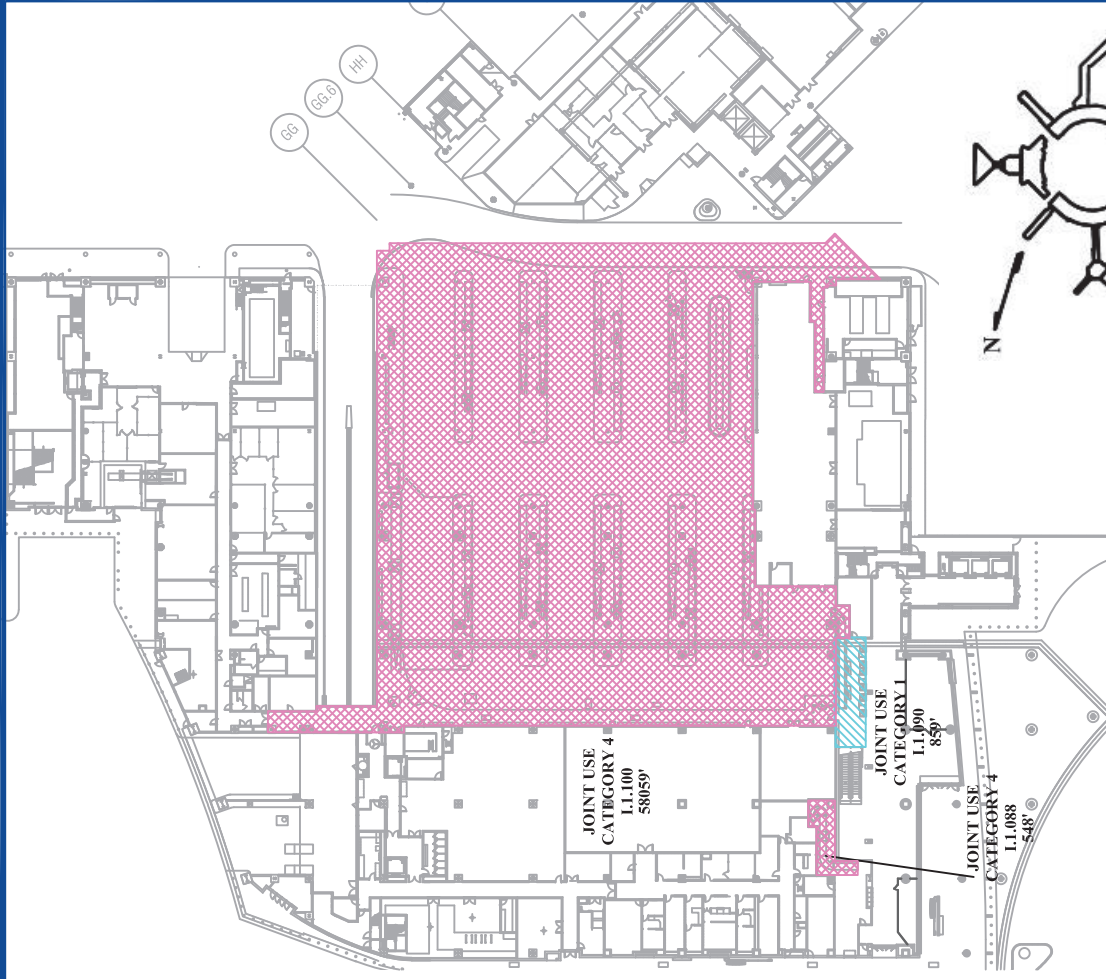 HH
GG.6
GG
N
JOINT USE
CATEGORY 4
I.1.100
58059'
JOINT USE
CATEGORY 1
I.1.090
859'
JOINT USE
CATEGORY 4
I.1.088
548'